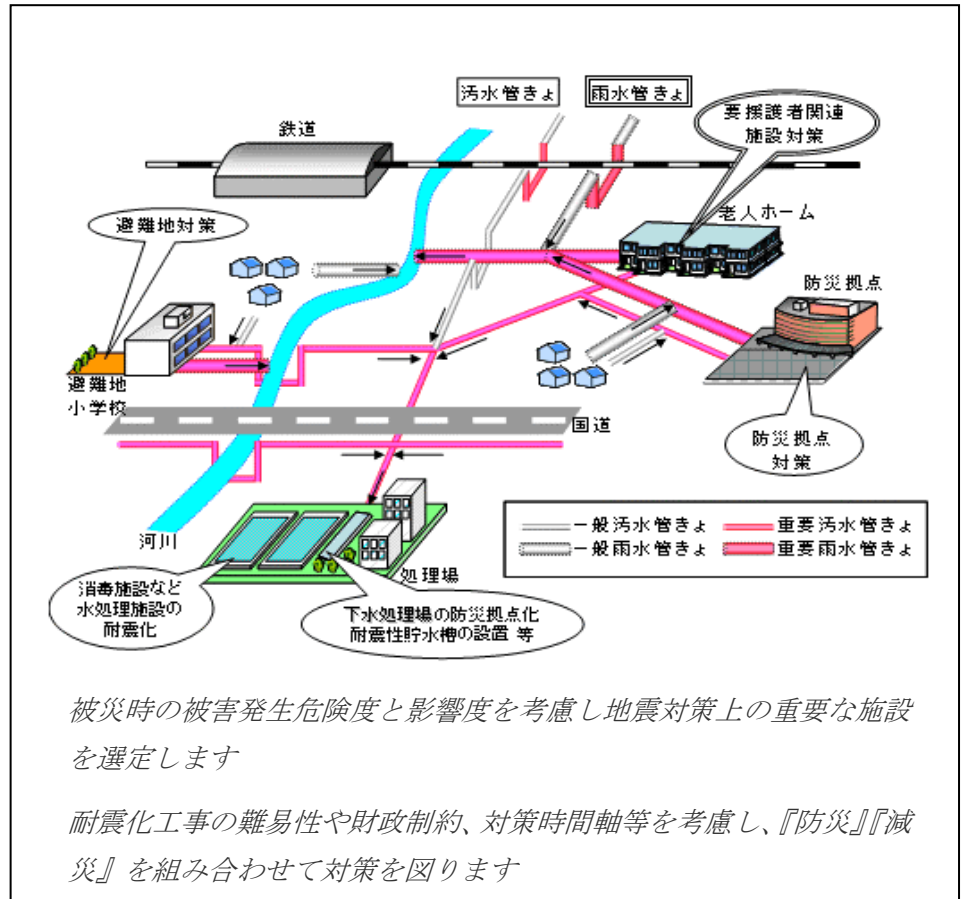 汚水管きょ
雨水管きょ
要援護者関連
施設対策
鉄道
避難地対策
老人ホーム
防災拠点
避難地
小学校
国道
防災拠点
対策
河川
一般汚水管きょ
重要汚水管きょ
一般雨水管きょ
重要雨水管きょ
処理場
消毒施設など
水処理施設の
耐震化
下水処理場の防災拠点化
耐震性貯水槽の設置 等
被災時の被害発生危険度と影響度を考慮し地震対策上の重要な施設
を選定します
耐震化工事の難易性や財政制約、対策時間軸等を考慮し、『防災』『減
災』を組み合わせて対策を図ります